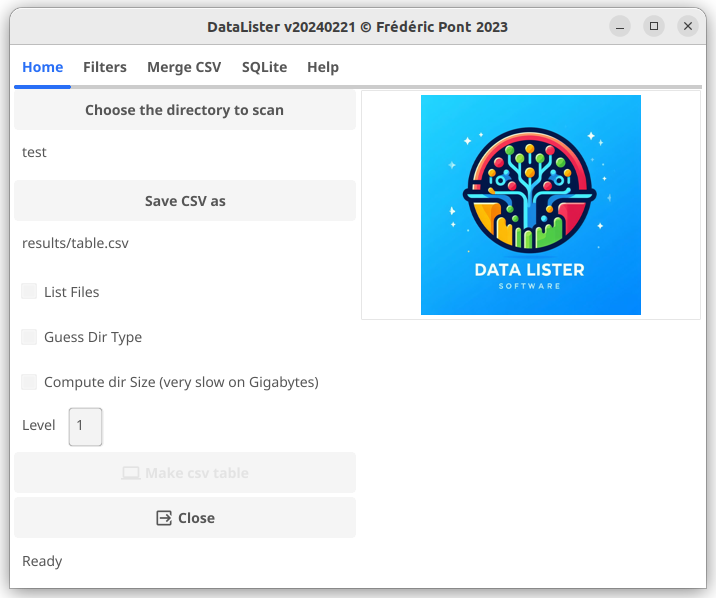 DataLister v20240221 © Frédéric Pont 2023
Home Filters Merge CSV SQLite Help
Choose the directory to scan
test
Save CSV as
results/table.csv
List Files
Guess Dir Type
Compute dir Size (very slow on Gigabytes)
Level 1
Make csv table
Close
Ready
DATA LISTER
SOFTWARE